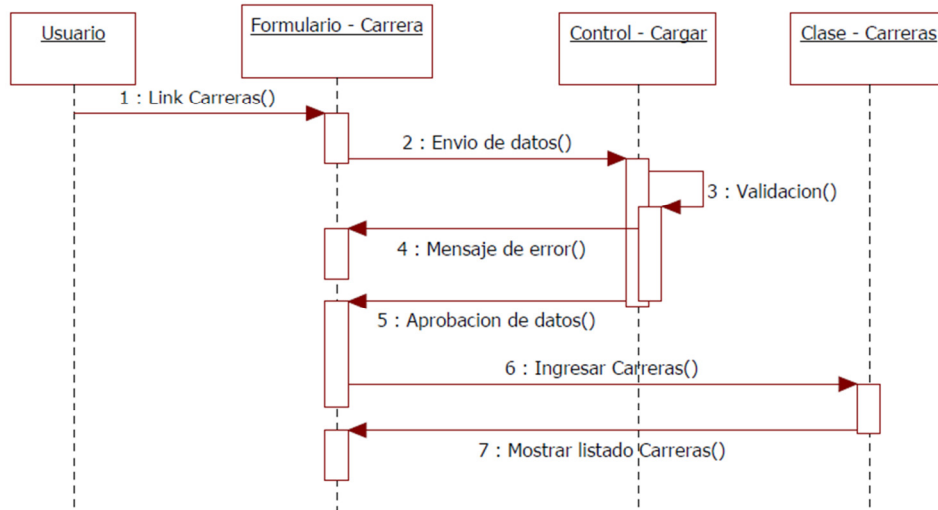 Usuario
Formulario - Carrera
Control - Cargar
Clase - Carreras
1 : Link Carreras()
2 : Envio de datos()
3 : Validacion()
4 : Mensaje de error()
5 : Aprobacion de datos()
6 : Ingresar Carreras()
7 : Mostrar listado Carreras()